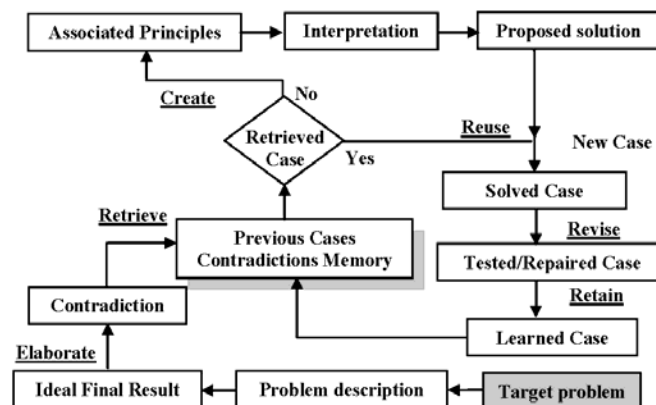 Associated Principles
Interpretation
Proposed solution
Create
No
Retrieved
Case
Yes
Reuse
New Case
Solved Case
Retrieve
Previous Cases
Contradictions Memory
Revise
Tested/Repaired Case
Contradiction
Retain
Learned Case
Elaborate
Ideal Final Result
Problem description
Target problem